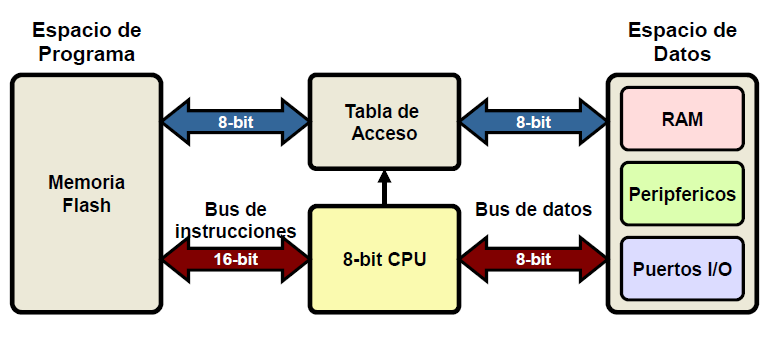 Espacio de
Programa
Espacio de
Datos
Memoria
Flash
8-bit
Tabla de
Acceso
8-bit
RAM
Peripfericos
Puertos I/O
Bus de
instrucciones
16-bit
8-bit CPU
Bus de datos
8-bit